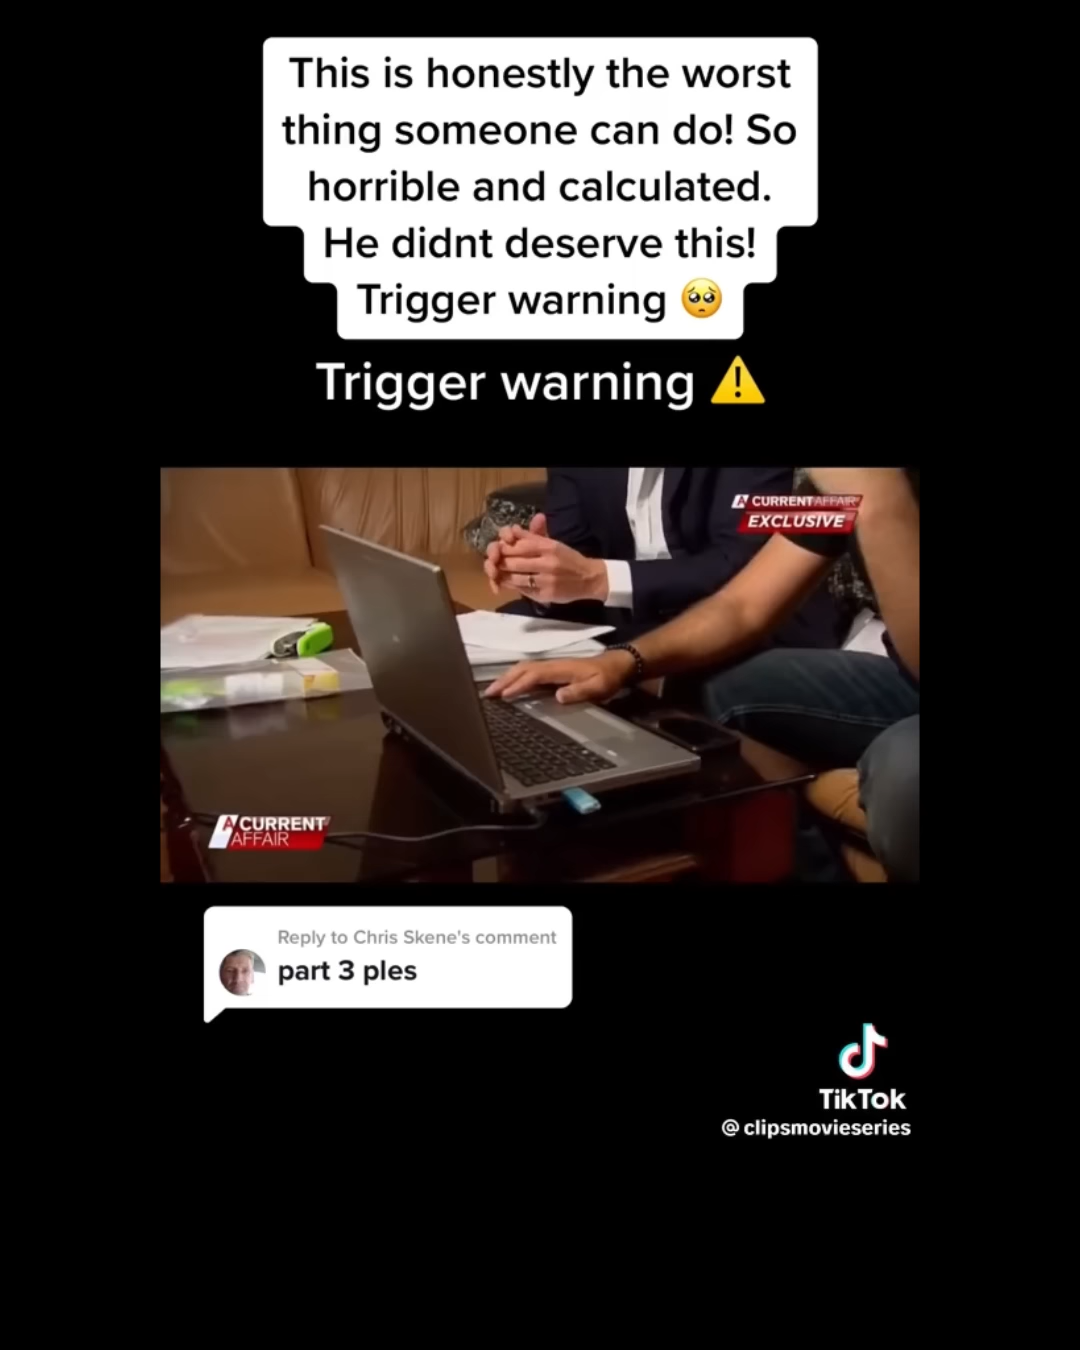 This is honestly the worst
thing someone can do! So
horrible and calculated.
He didnt deserve this!
Trigger warning 🥺
Trigger warning ⚠️
A CURRENT AFFAIR
EXCLUSIVE
A CURRENT
AFFAIR
Reply to Chris Skene's comment
part 3 ples
TikTok
@clipsmovieseries